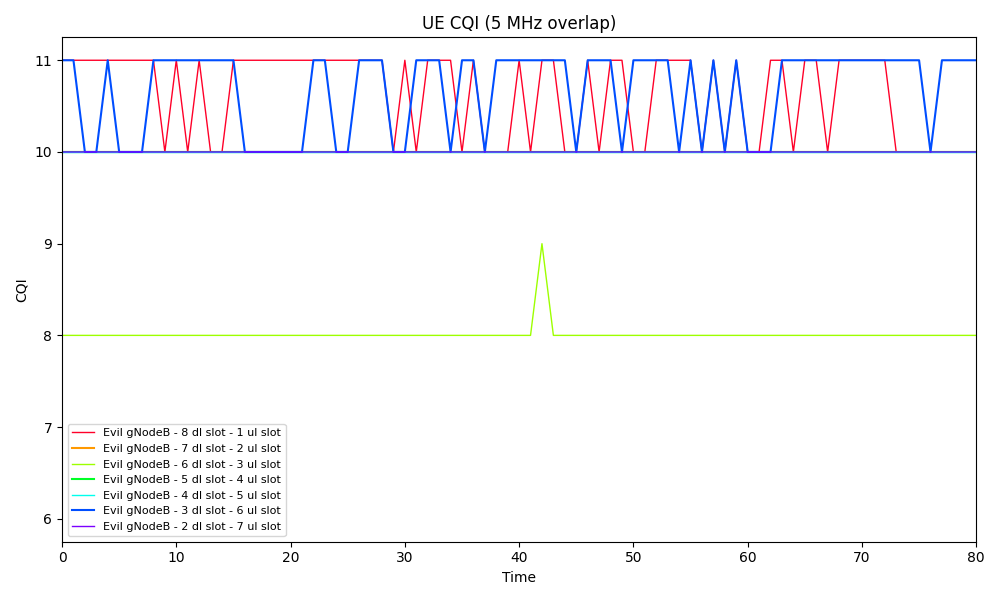 UE CQI (5 MHz overlap)
11
10
9
8
7
6
CQI
Evil gNodeB - 8 dl slot - 1 ul slot
Evil gNodeB - 7 dl slot - 2 ul slot
Evil gNodeB - 6 dl slot - 3 ul slot
Evil gNodeB - 5 dl slot - 4 ul slot
Evil gNodeB - 4 dl slot - 5 ul slot
Evil gNodeB - 3 dl slot - 6 ul slot
Evil gNodeB - 2 dl slot - 7 ul slot
0 10 20 30 40 50 60 70 80
Time